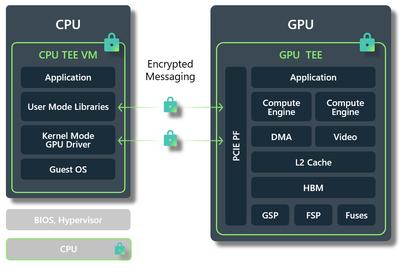 CPU
CPU TEE VM
Application
User Mode Libraries
Kernel Mode
GPU Driver
Guest OS
BIOS, Hypervisor
CPU
Encrypted
Messaging
GPU
GPU TEE
PCIE PF
Application
Compute
Engine
Compute
Engine
DMA
Video
L2 Cache
HBM
GSP
FSP
Fuses